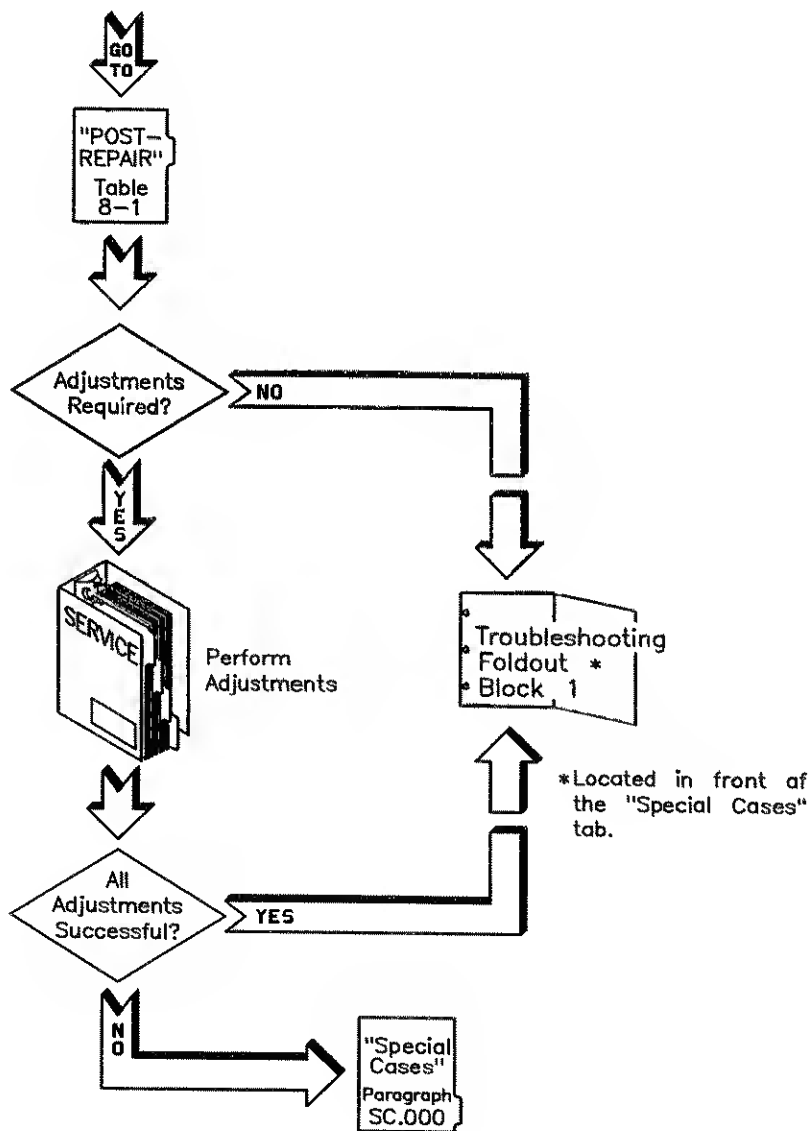 GO
TO
"POST-
REPAIR"
Table
8-1
Adjustments
Required?
NO
YES
SERVICE
Perform
Adjustments
Troubleshooting
Foldout *
Block 1
*Located in front af
the "Special Cases"
tab.
All
Adjustments
Successful?
YES
NO
"Special
Cases"
Paragraph
SC.000